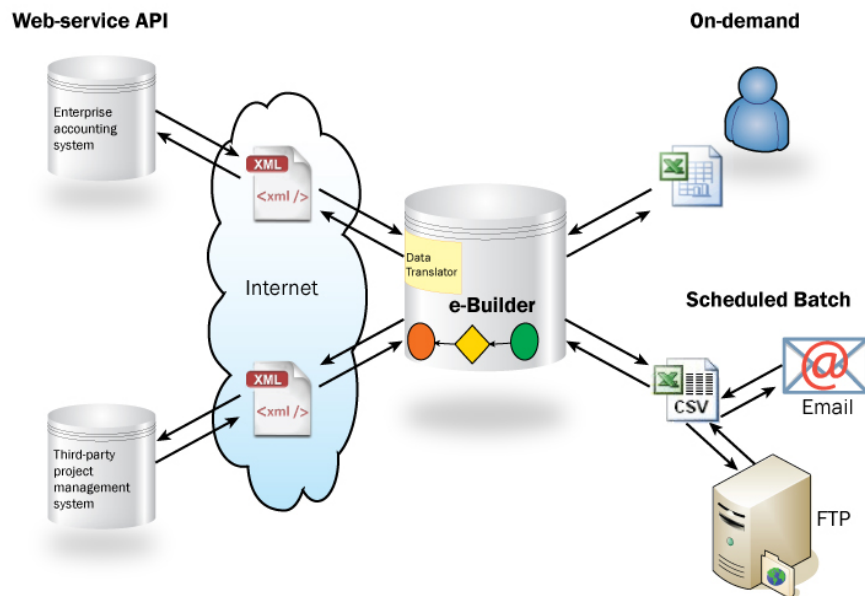 Web-service API
On-demand
Enterprise
accounting
system
XML
<xml />
X
Data
Translator
Internet
e-Builder
Scheduled Batch
XML
<xml />
X
CSV
@
Email
Third-party
project
management
system
FTP